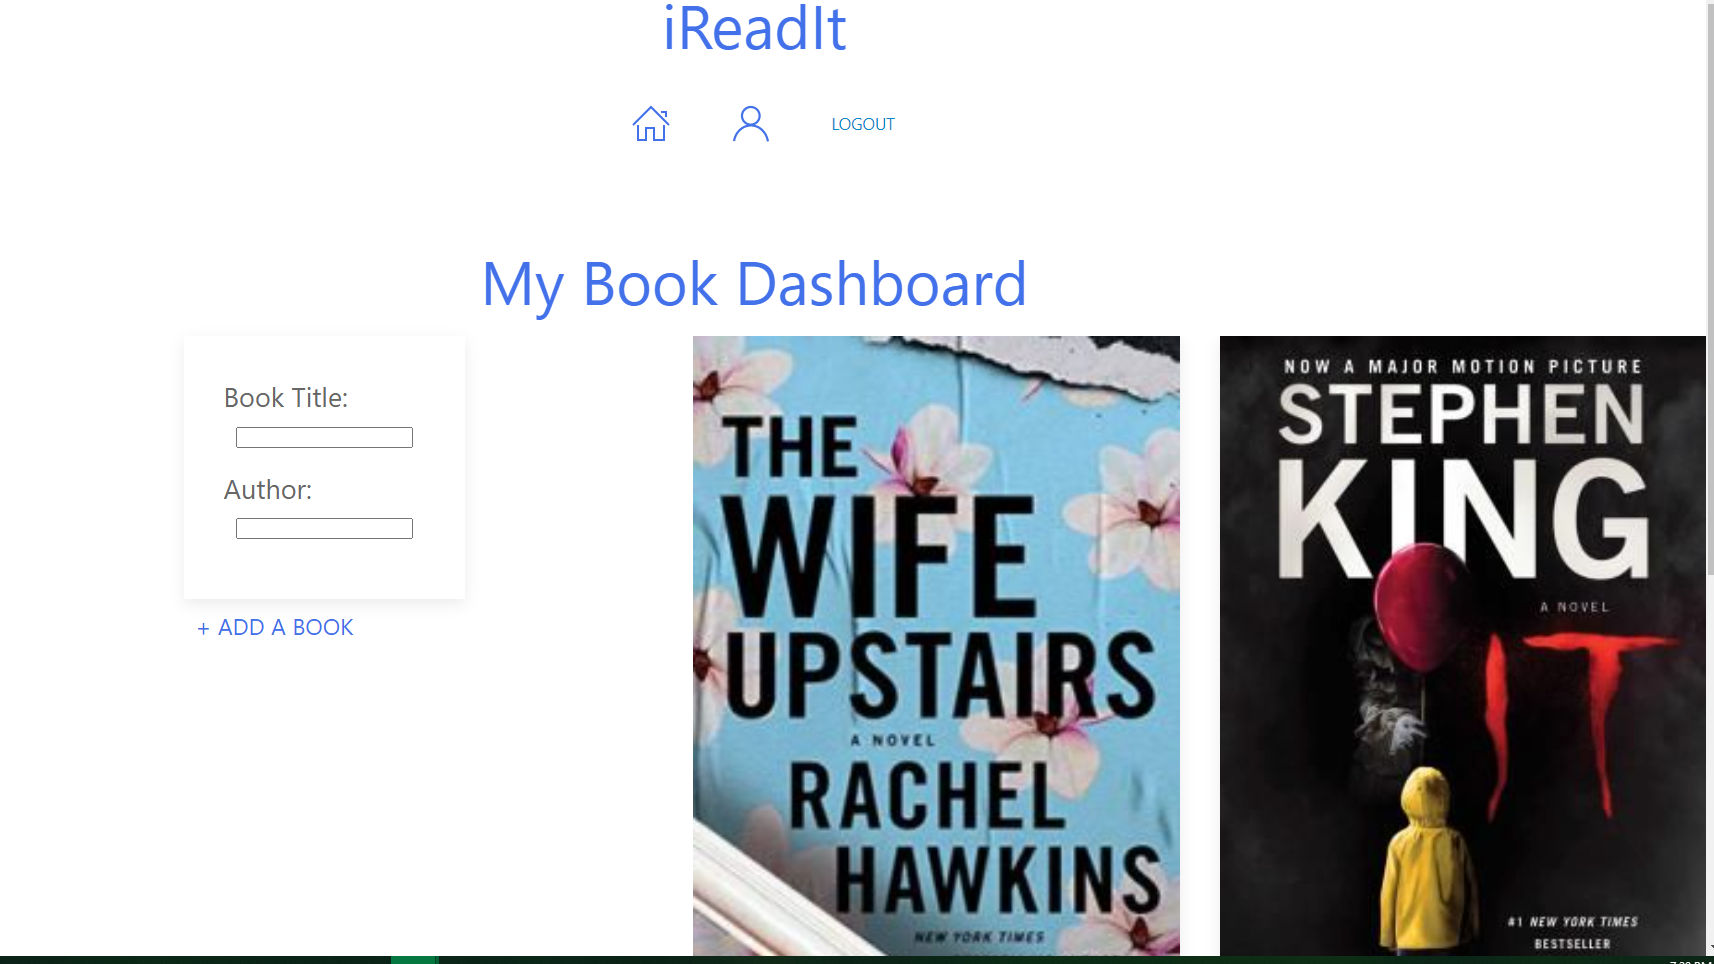 iReadIt
LOGOUT
My Book Dashboard
Book Title:
Author:
+ ADD A BOOK
THE
WIFE
UPSTAIRS
A NOVEL
RACHEL
HAWKINS
NEW YORK TIMES
NOW A MAJOR MOTION PICTURE
STEPHEN
KING
A NOVEL
IT
#1 NEW YORK TIMES
BESTSELLER